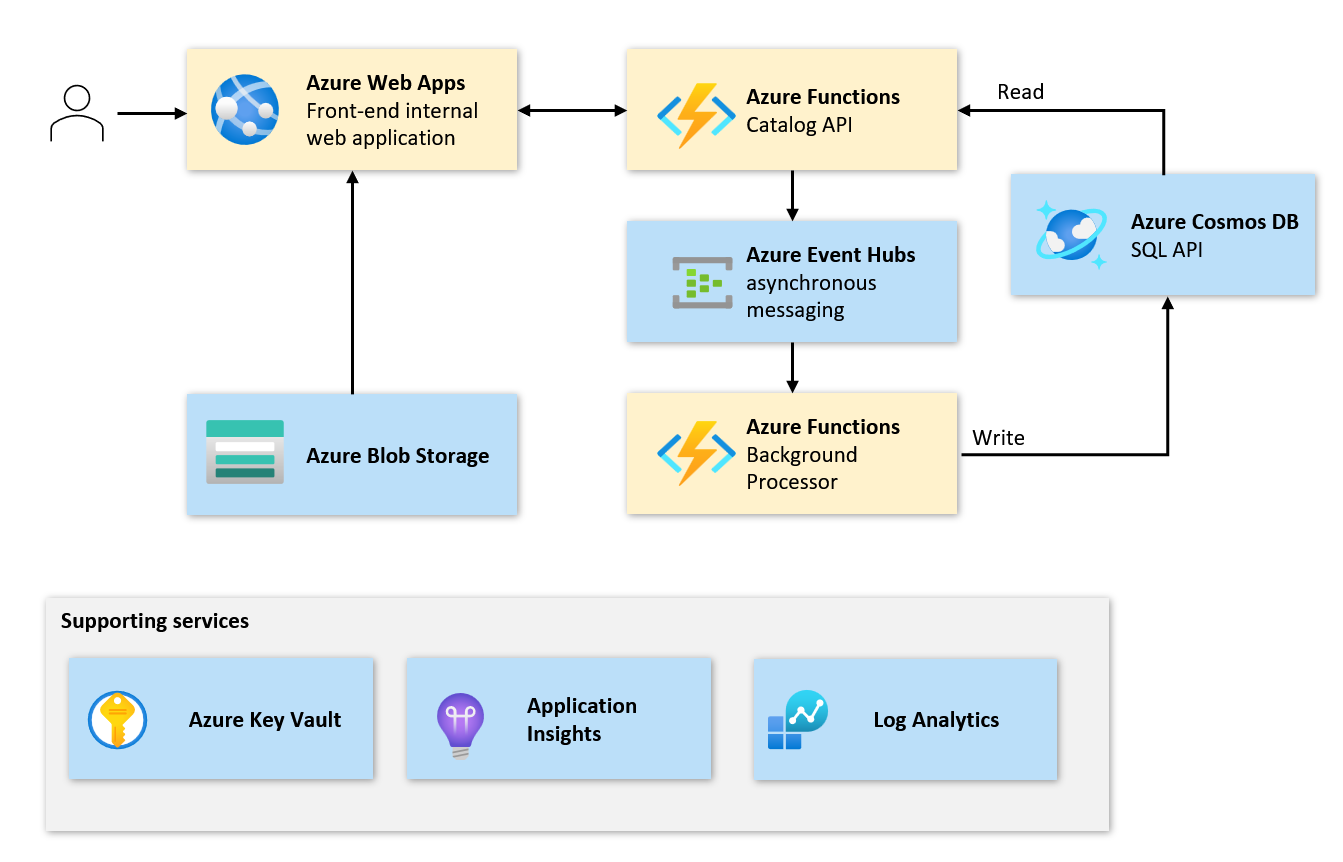 Azure Web Apps
Front-end internal
web application
Azure Functions
Catalog API
Read
Azure Cosmos DB
SQL API
Azure Event Hubs
asynchronous
messaging
Azure Blob Storage
Azure Functions
Background
Processor
Write
Supporting services
Azure Key Vault
Application
Insights
Log Analytics